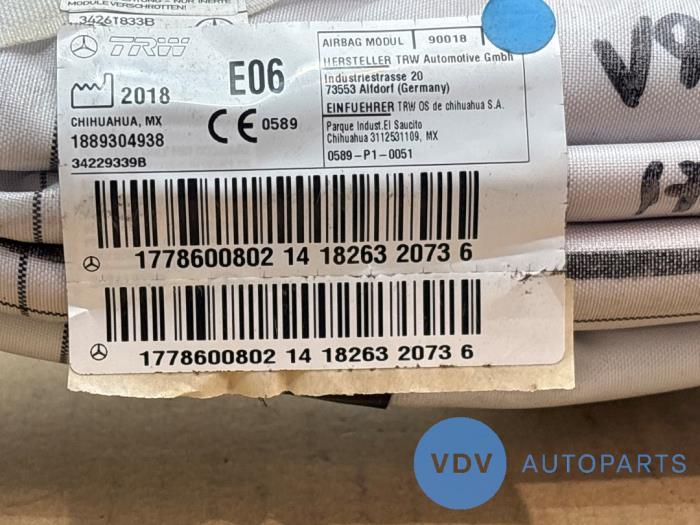 MODULE VERSCHROTTEN!
34261833B
TRW
AIRBAG MODUL 90018
HERSTELLER TRW Automotive GmbH
Industriestrasse 20
73553 Alfdorf (Germany)
EINFUEHRER TRW OS de chihuahua S.A.
Parque Indust.El Saucito
Chihuahua 3112531109, MX
0589-P1-0051
2018
E06
CE 0589
CHIHUAHUA, MX
1889304938
34229339B
1778600802 14 18263 2073 6
1778600802 14 18263 2073 6
VDV AUTOPARTS